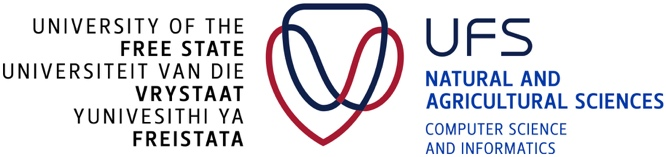 UNIVERSITY OF THE
FREE STATE
UNIVERSITEIT VAN DIE
VRYSTAAT
YUNIVESITHI YA
FREISTATA
UFS
NATURAL AND
AGRICULTURAL SCIENCES
COMPUTER SCIENCE
AND INFORMATICS